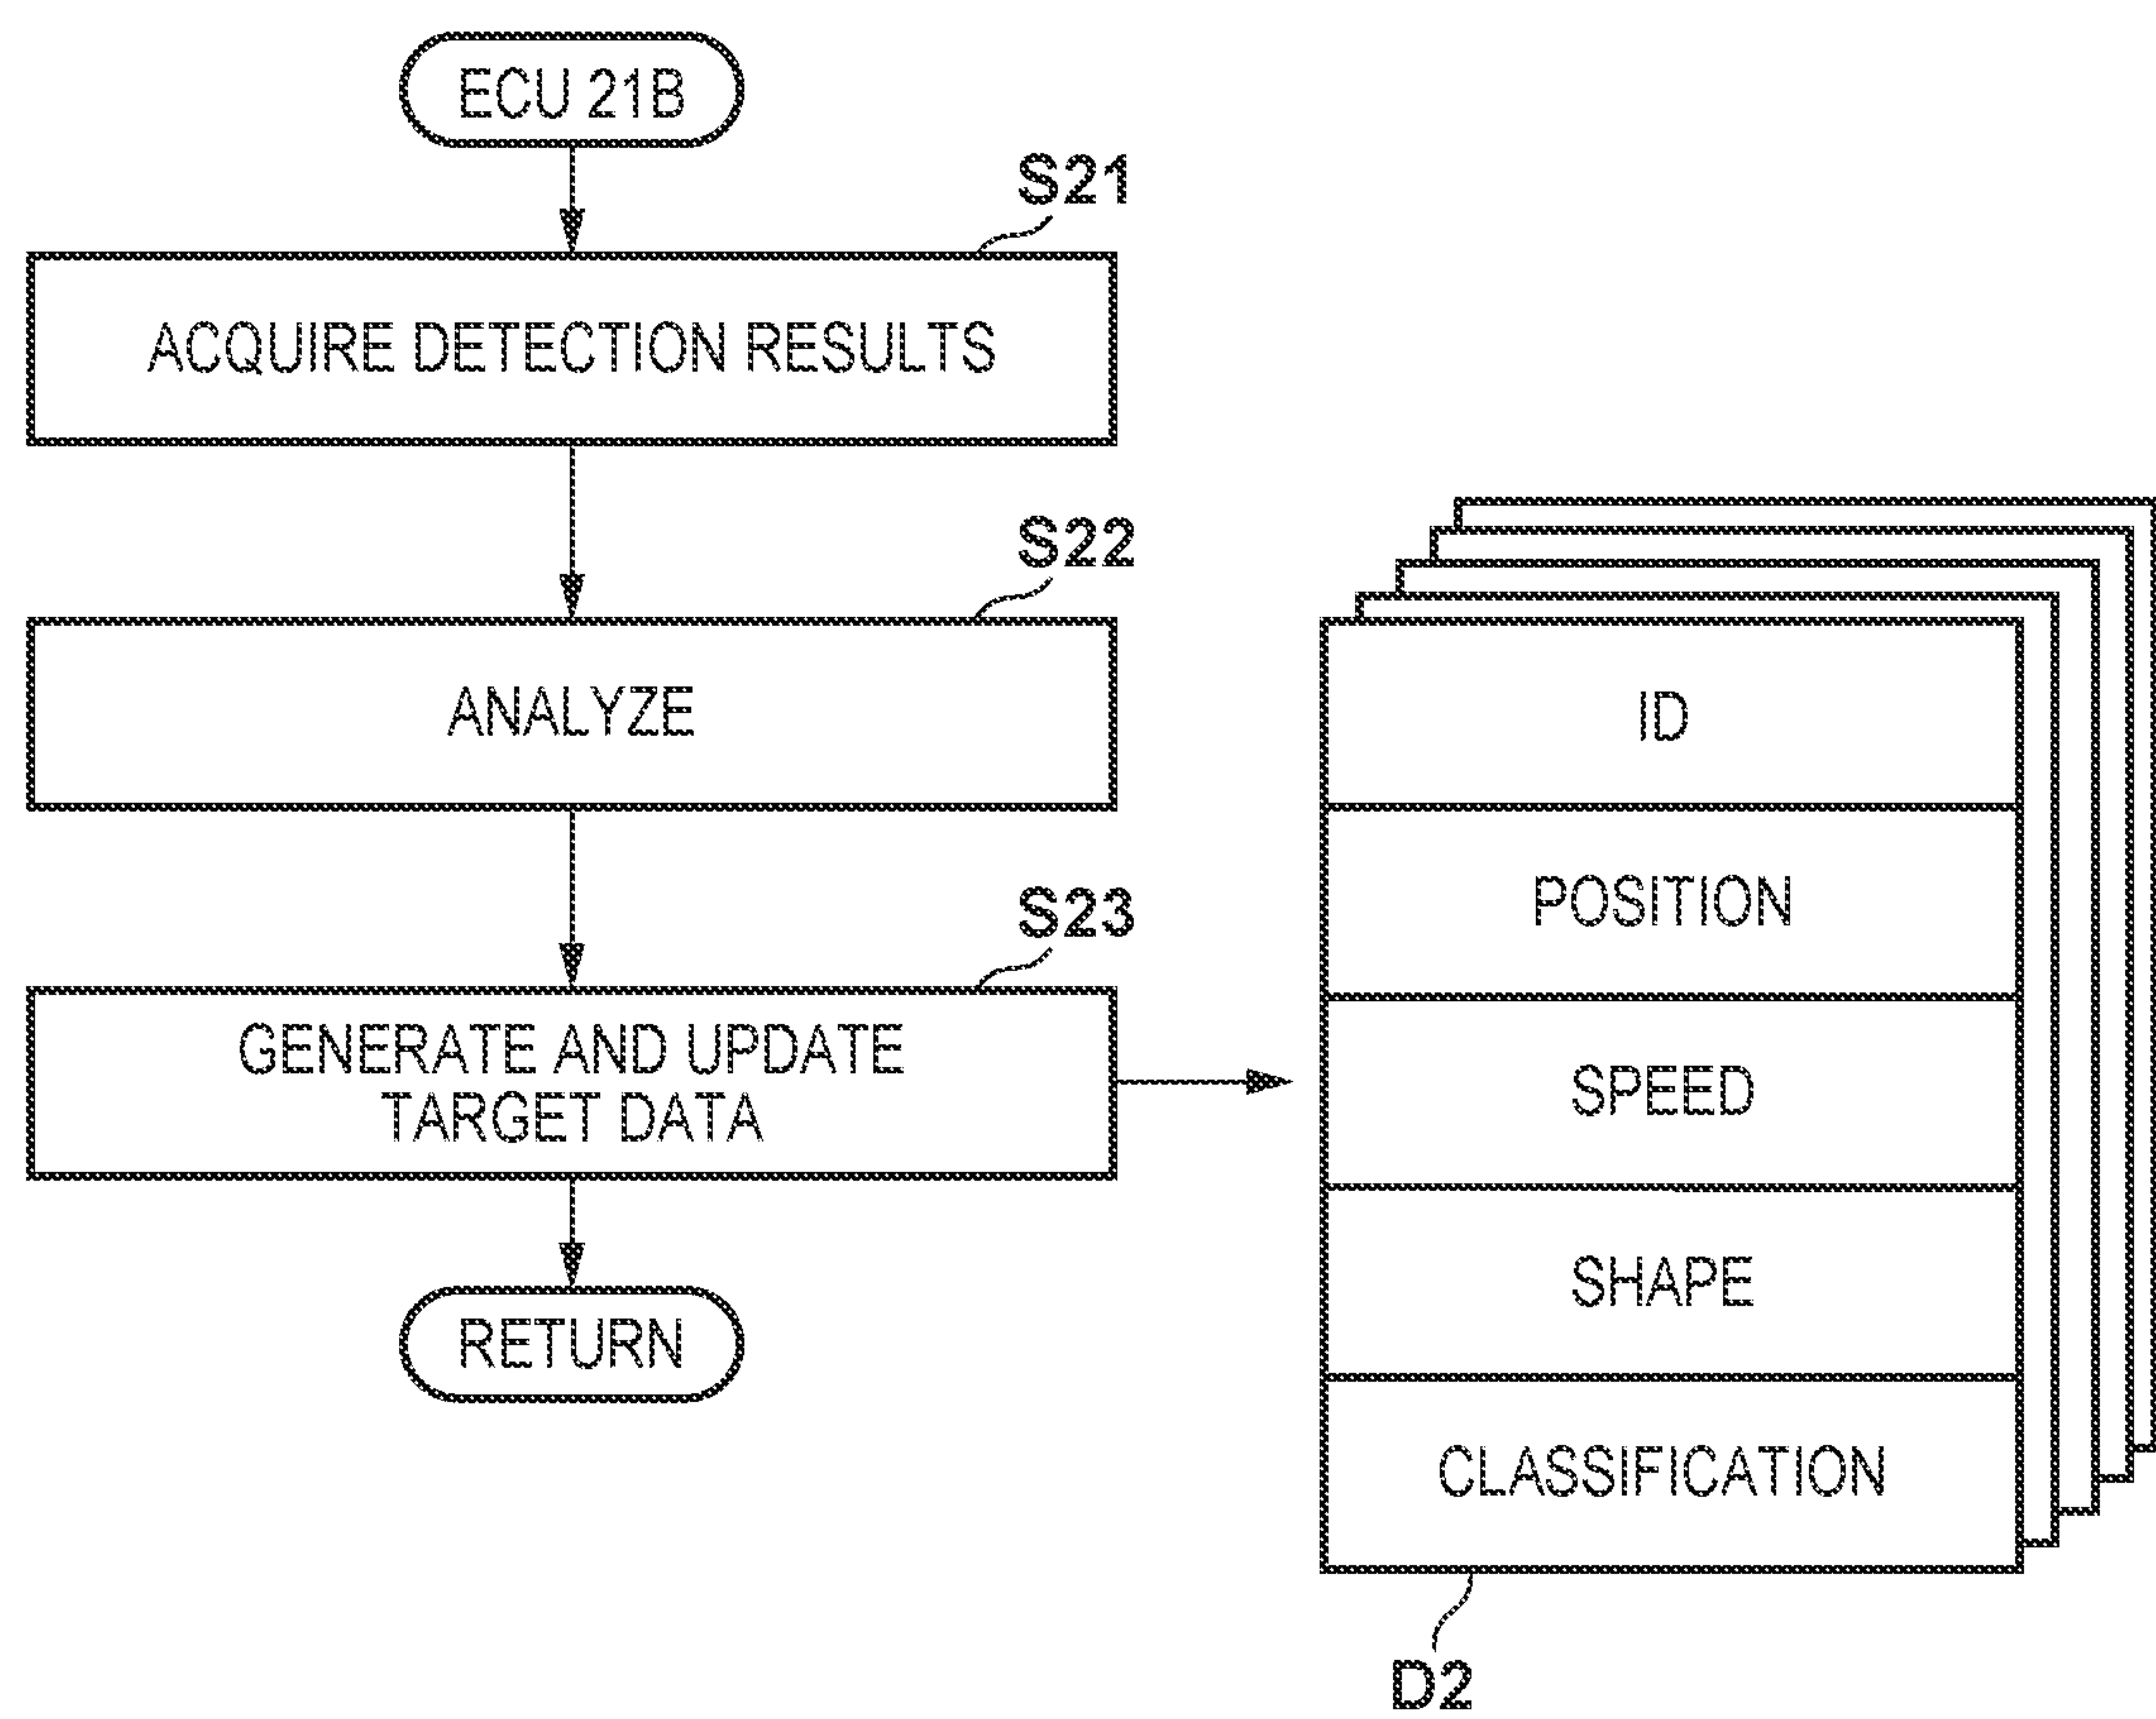 ECU 21B
S21
ACQUIRE DETECTION RESULTS
S22
ANALYZE
S23
GENERATE AND UPDATE
TARGET DATA
RETURN
ID
POSITION
SPEED
SHAPE
CLASSIFICATION
D2